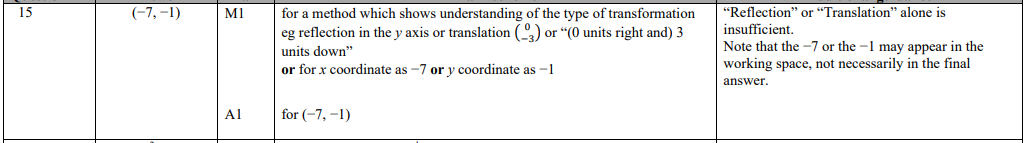 15
(−7, −1)
M1
for a method which shows understanding of the type of transformation
eg reflection in the y axis or translation (0 −3) or “(0 units right and) 3
units down”
or for x coordinate as −7 or y coordinate as −1
“Reflection” or “Translation” alone is
insufficient.
Note that the −7 or the −1 may appear in the
working space, not necessarily in the final
answer.
A1
for (−7, −1)